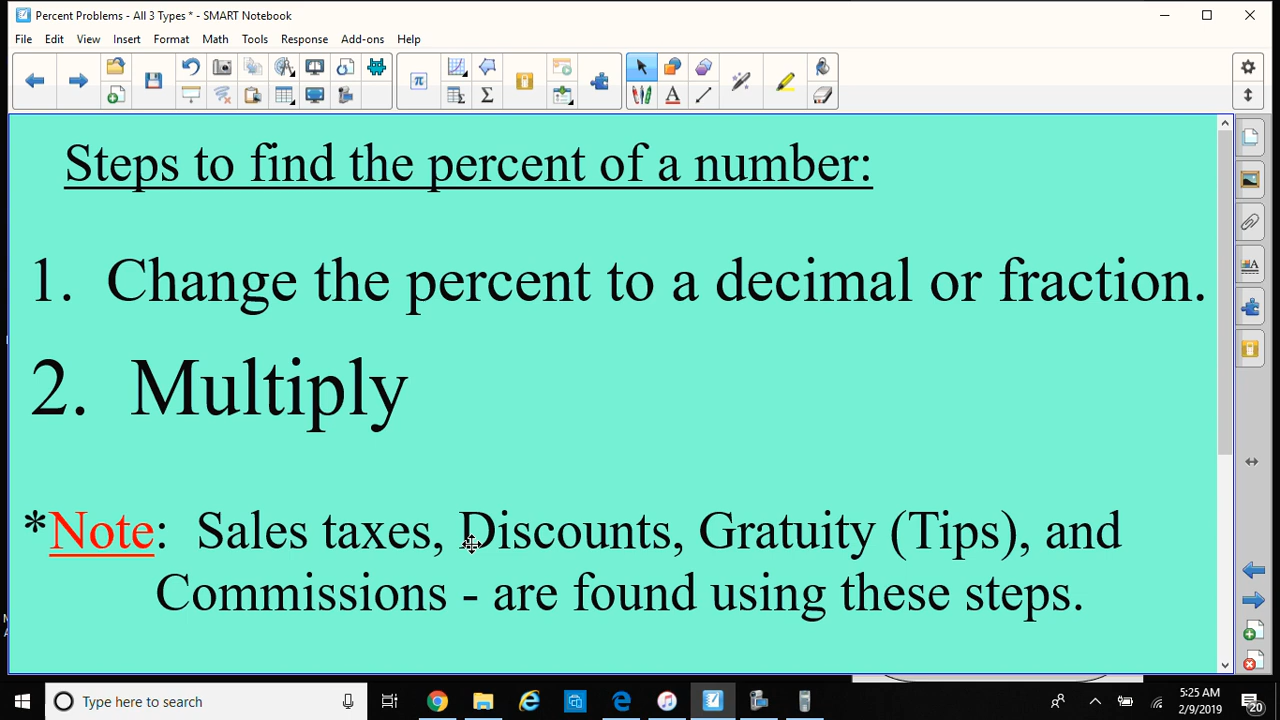 Percent Problems - All 3 Types * - SMART Notebook
File Edit View Insert Format Math Tools Response Add-ons Help
Steps to find the percent of a number:
1. Change the percent to a decimal or fraction.
2. Multiply
*Note: Sales taxes, Discounts, Gratuity (Tips), and
Commissions - are found using these steps.
Type here to search
5:25 AM
2/9/2019
20